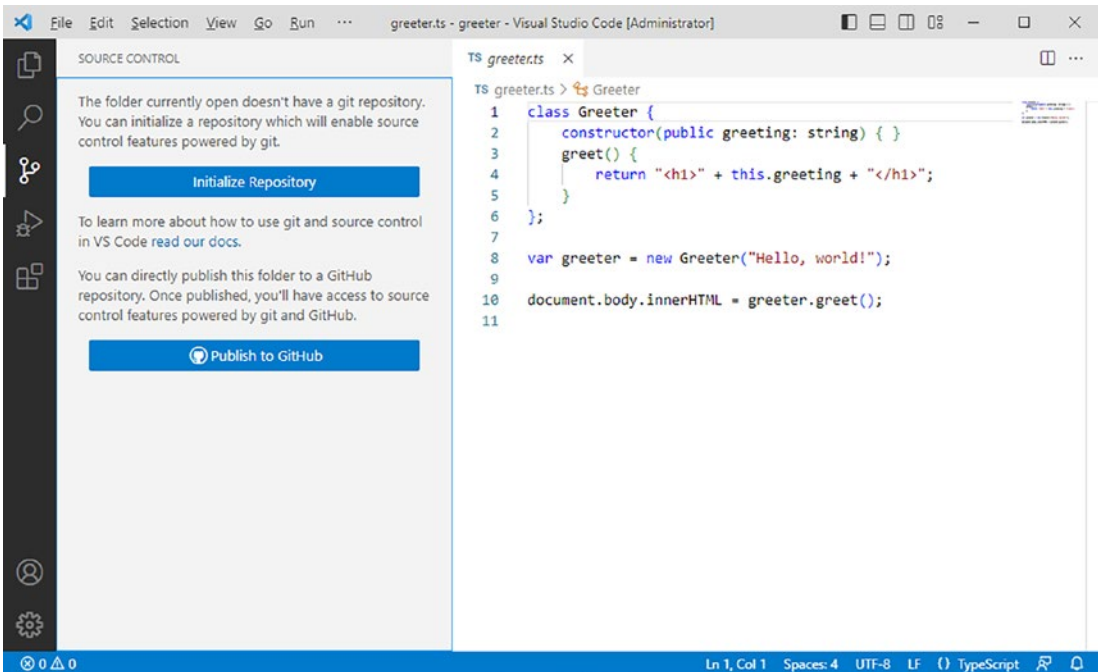 File Edit Selection View Go Run ··· greeter.ts - greeter - Visual Studio Code [Administrator]
SOURCE CONTROL
The folder currently open doesn't have a git repository.
You can initialize a repository which will enable source
control features powered by git.
Initialize Repository
To learn more about how to use git and source control
in VS Code read our docs.
You can directly publish this folder to a GitHub
repository. Once published, you'll have access to source
control features powered by git and GitHub.
Publish to GitHub
TS greeter.ts
TS greeter.ts > Greeter
1 class Greeter {
2     constructor(public greeting: string) { }
3     greet() {
4         return "<h1>" + this.greeting + "</h1>";
5     }
6 };
7
8 var greeter = new Greeter("Hello, world!");
9
10 document.body.innerHTML = greeter.greet();
11
0 0 Ln 1, Col 1 Spaces: 4 UTF-8 LF {} TypeScript